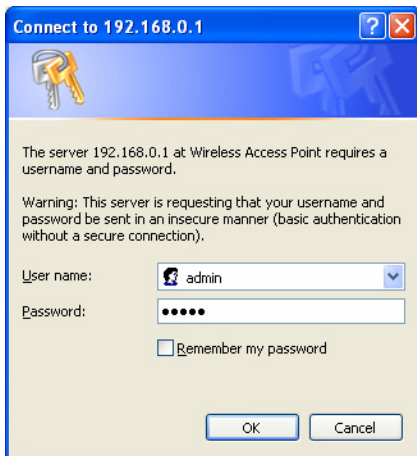 Connect to 192.168.0.1
The server 192.168.0.1 at Wireless Access Point requires a
username and password.
Warning: This server is requesting that your username and
password be sent in an insecure manner (basic authentication
without a secure connection).
User name:
admin
Password:
●●●●●
Remember my password
OK
Cancel